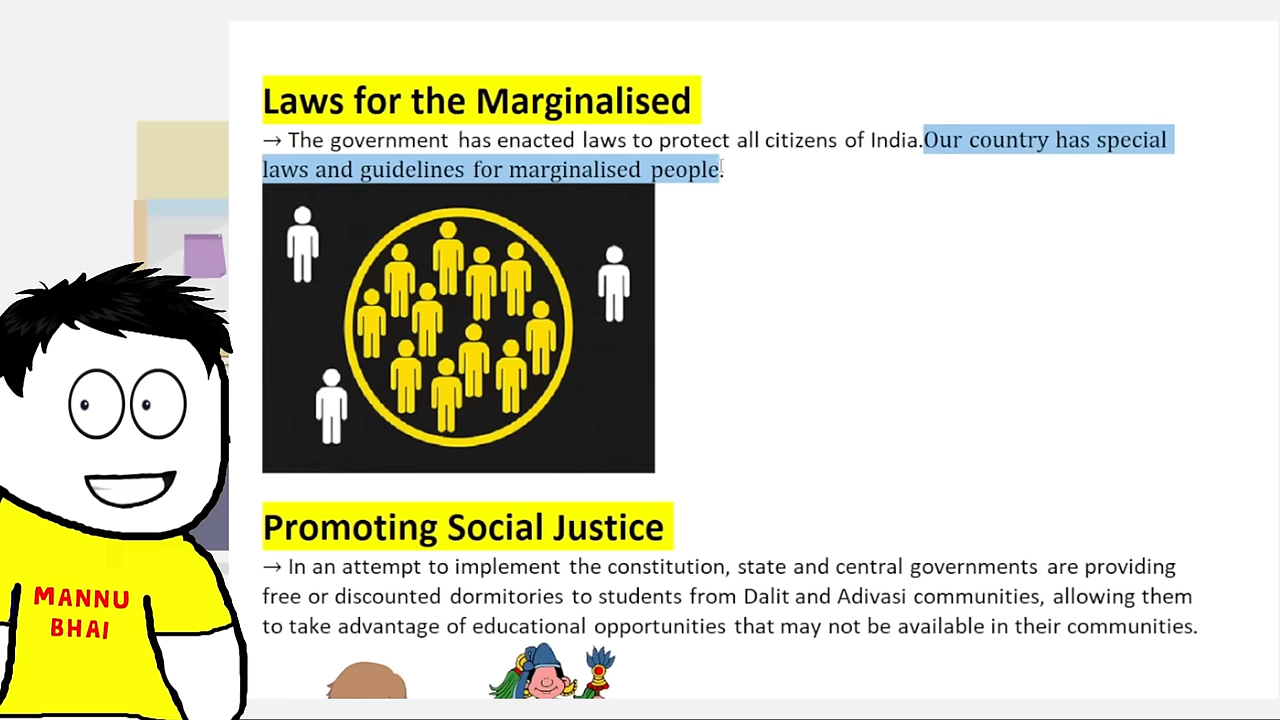 Laws for the Marginalised
→ The government has enacted laws to protect all citizens of India.Our country has special
laws and guidelines for marginalised people.
Promoting Social Justice
→ In an attempt to implement the constitution, state and central governments are providing
free or discounted dormitories to students from Dalit and Adivasi communities, allowing them
to take advantage of educational opportunities that may not be available in their communities.
MANNU
BHAI